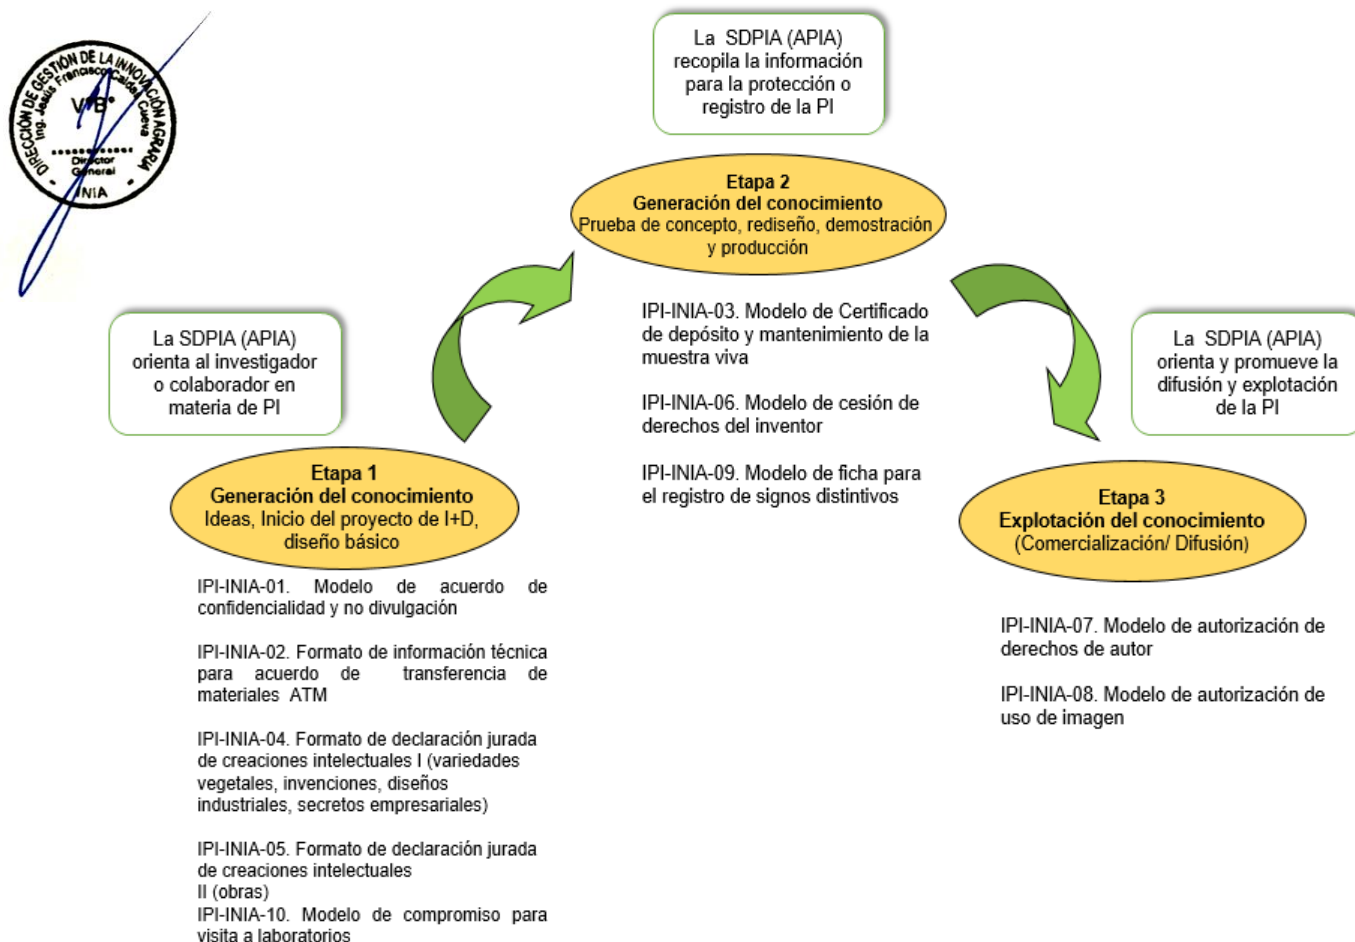 DIRECCIÓN DE GESTIÓN DE LA INNOVACIÓN AGRARIA
Ing. Jesús Francisco Caldas Cueva
V°B°
Director
General
- INIA -
La SDPIA (APIA)
recopila la información
para la protección o
registro de la PI
Etapa 2
Generación del conocimiento
Prueba de concepto, rediseño, demostración
y producción
La SDPIA (APIA)
orienta al investigador
o colaborador en
materia de PI
Etapa 1
Generación del conocimiento
Ideas, Inicio del proyecto de I+D,
diseño básico
IPI-INIA-01. Modelo de acuerdo de
confidencialidad y no divulgación
IPI-INIA-02. Formato de información técnica
para acuerdo de transferencia de
materiales ATM
IPI-INIA-04. Formato de declaración jurada
de creaciones intelectuales I (variedades
vegetales, invenciones, diseños
industriales, secretos empresariales)
IPI-INIA-05. Formato de declaración jurada
de creaciones intelectuales
II (obras)
IPI-INIA-10. Modelo de compromiso para
visita a laboratorios
IPI-INIA-03. Modelo de Certificado
de depósito y mantenimiento de la
muestra viva
IPI-INIA-06. Modelo de cesión de
derechos del inventor
IPI-INIA-09. Modelo de ficha para
el registro de signos distintivos
La SDPIA (APIA)
orienta y promueve la
difusión y explotación
de la PI
Etapa 3
Explotación del conocimiento
(Comercialización/ Difusión)
IPI-INIA-07. Modelo de autorización de
derechos de autor
IPI-INIA-08. Modelo de autorización de
uso de imagen